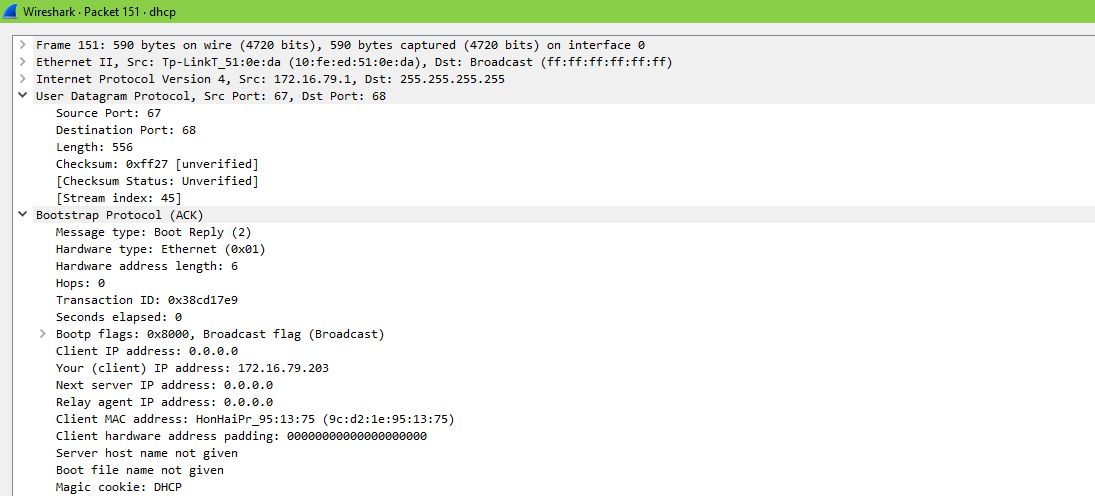 Wireshark · Packet 151 · dhcp
Frame 151: 590 bytes on wire (4720 bits), 590 bytes captured (4720 bits) on interface 0
Ethernet II, Src: Tp-LinkT_51:0e:da (10:fe:ed:51:0e:da), Dst: Broadcast (ff:ff:ff:ff:ff:ff)
Internet Protocol Version 4, Src: 172.16.79.1, Dst: 255.255.255.255
User Datagram Protocol, Src Port: 67, Dst Port: 68
Source Port: 67
Destination Port: 68
Length: 556
Checksum: 0xff27 [unverified]
[Checksum Status: Unverified]
[Stream index: 45]
Bootstrap Protocol (ACK)
Message type: Boot Reply (2)
Hardware type: Ethernet (0x01)
Hardware address length: 6
Hops: 0
Transaction ID: 0x38cd17e9
Seconds elapsed: 0
Bootp flags: 0x8000, Broadcast flag (Broadcast)
Client IP address: 0.0.0.0
Your (client) IP address: 172.16.79.203
Next server IP address: 0.0.0.0
Relay agent IP address: 0.0.0.0
Client MAC address: HonHaiPr_95:13:75 (9c:d2:1e:95:13:75)
Client hardware address padding: 00000000000000000000
Server host name not given
Boot file name not given
Magic cookie: DHCP